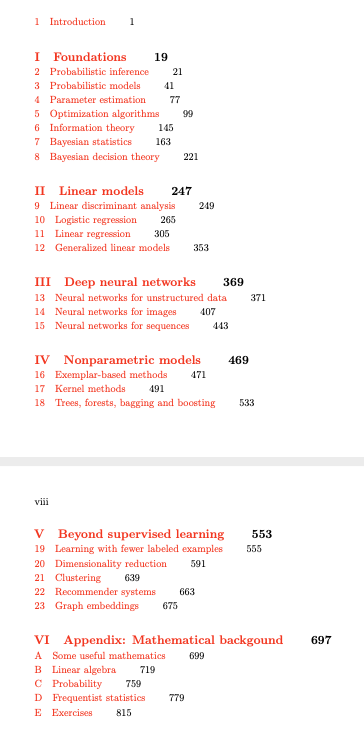 1 Introduction 1
I Foundations 19
2 Probabilistic inference 21
3 Probabilistic models 41
4 Parameter estimation 77
5 Optimization algorithms 99
6 Information theory 145
7 Bayesian statistics 163
8 Bayesian decision theory 221
II Linear models 247
9 Linear discriminant analysis 249
10 Logistic regression 265
11 Linear regression 305
12 Generalized linear models 353
III Deep neural networks 369
13 Neural networks for unstructured data 371
14 Neural networks for images 407
15 Neural networks for sequences 443
IV Nonparametric models 469
16 Exemplar-based methods 471
17 Kernel methods 491
18 Trees, forests, bagging and boosting 533
viii
V Beyond supervised learning 553
19 Learning with fewer labeled examples 555
20 Dimensionality reduction 591
21 Clustering 639
22 Recommender systems 663
23 Graph embeddings 675
VI Appendix: Mathematical backgound 697
A Some useful mathematics 699
B Linear algebra 719
C Probability 759
D Frequentist statistics 779
E Exercises 815